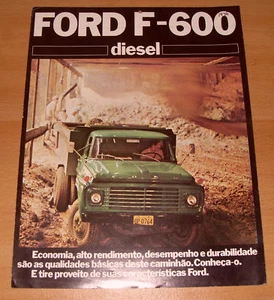 FORD F-600
diesel
Economia, alto rendimento, desempenho e durabilidade
são as qualidades básicas deste caminhão. Conheça-o.
E tire proveito de suas características Ford.